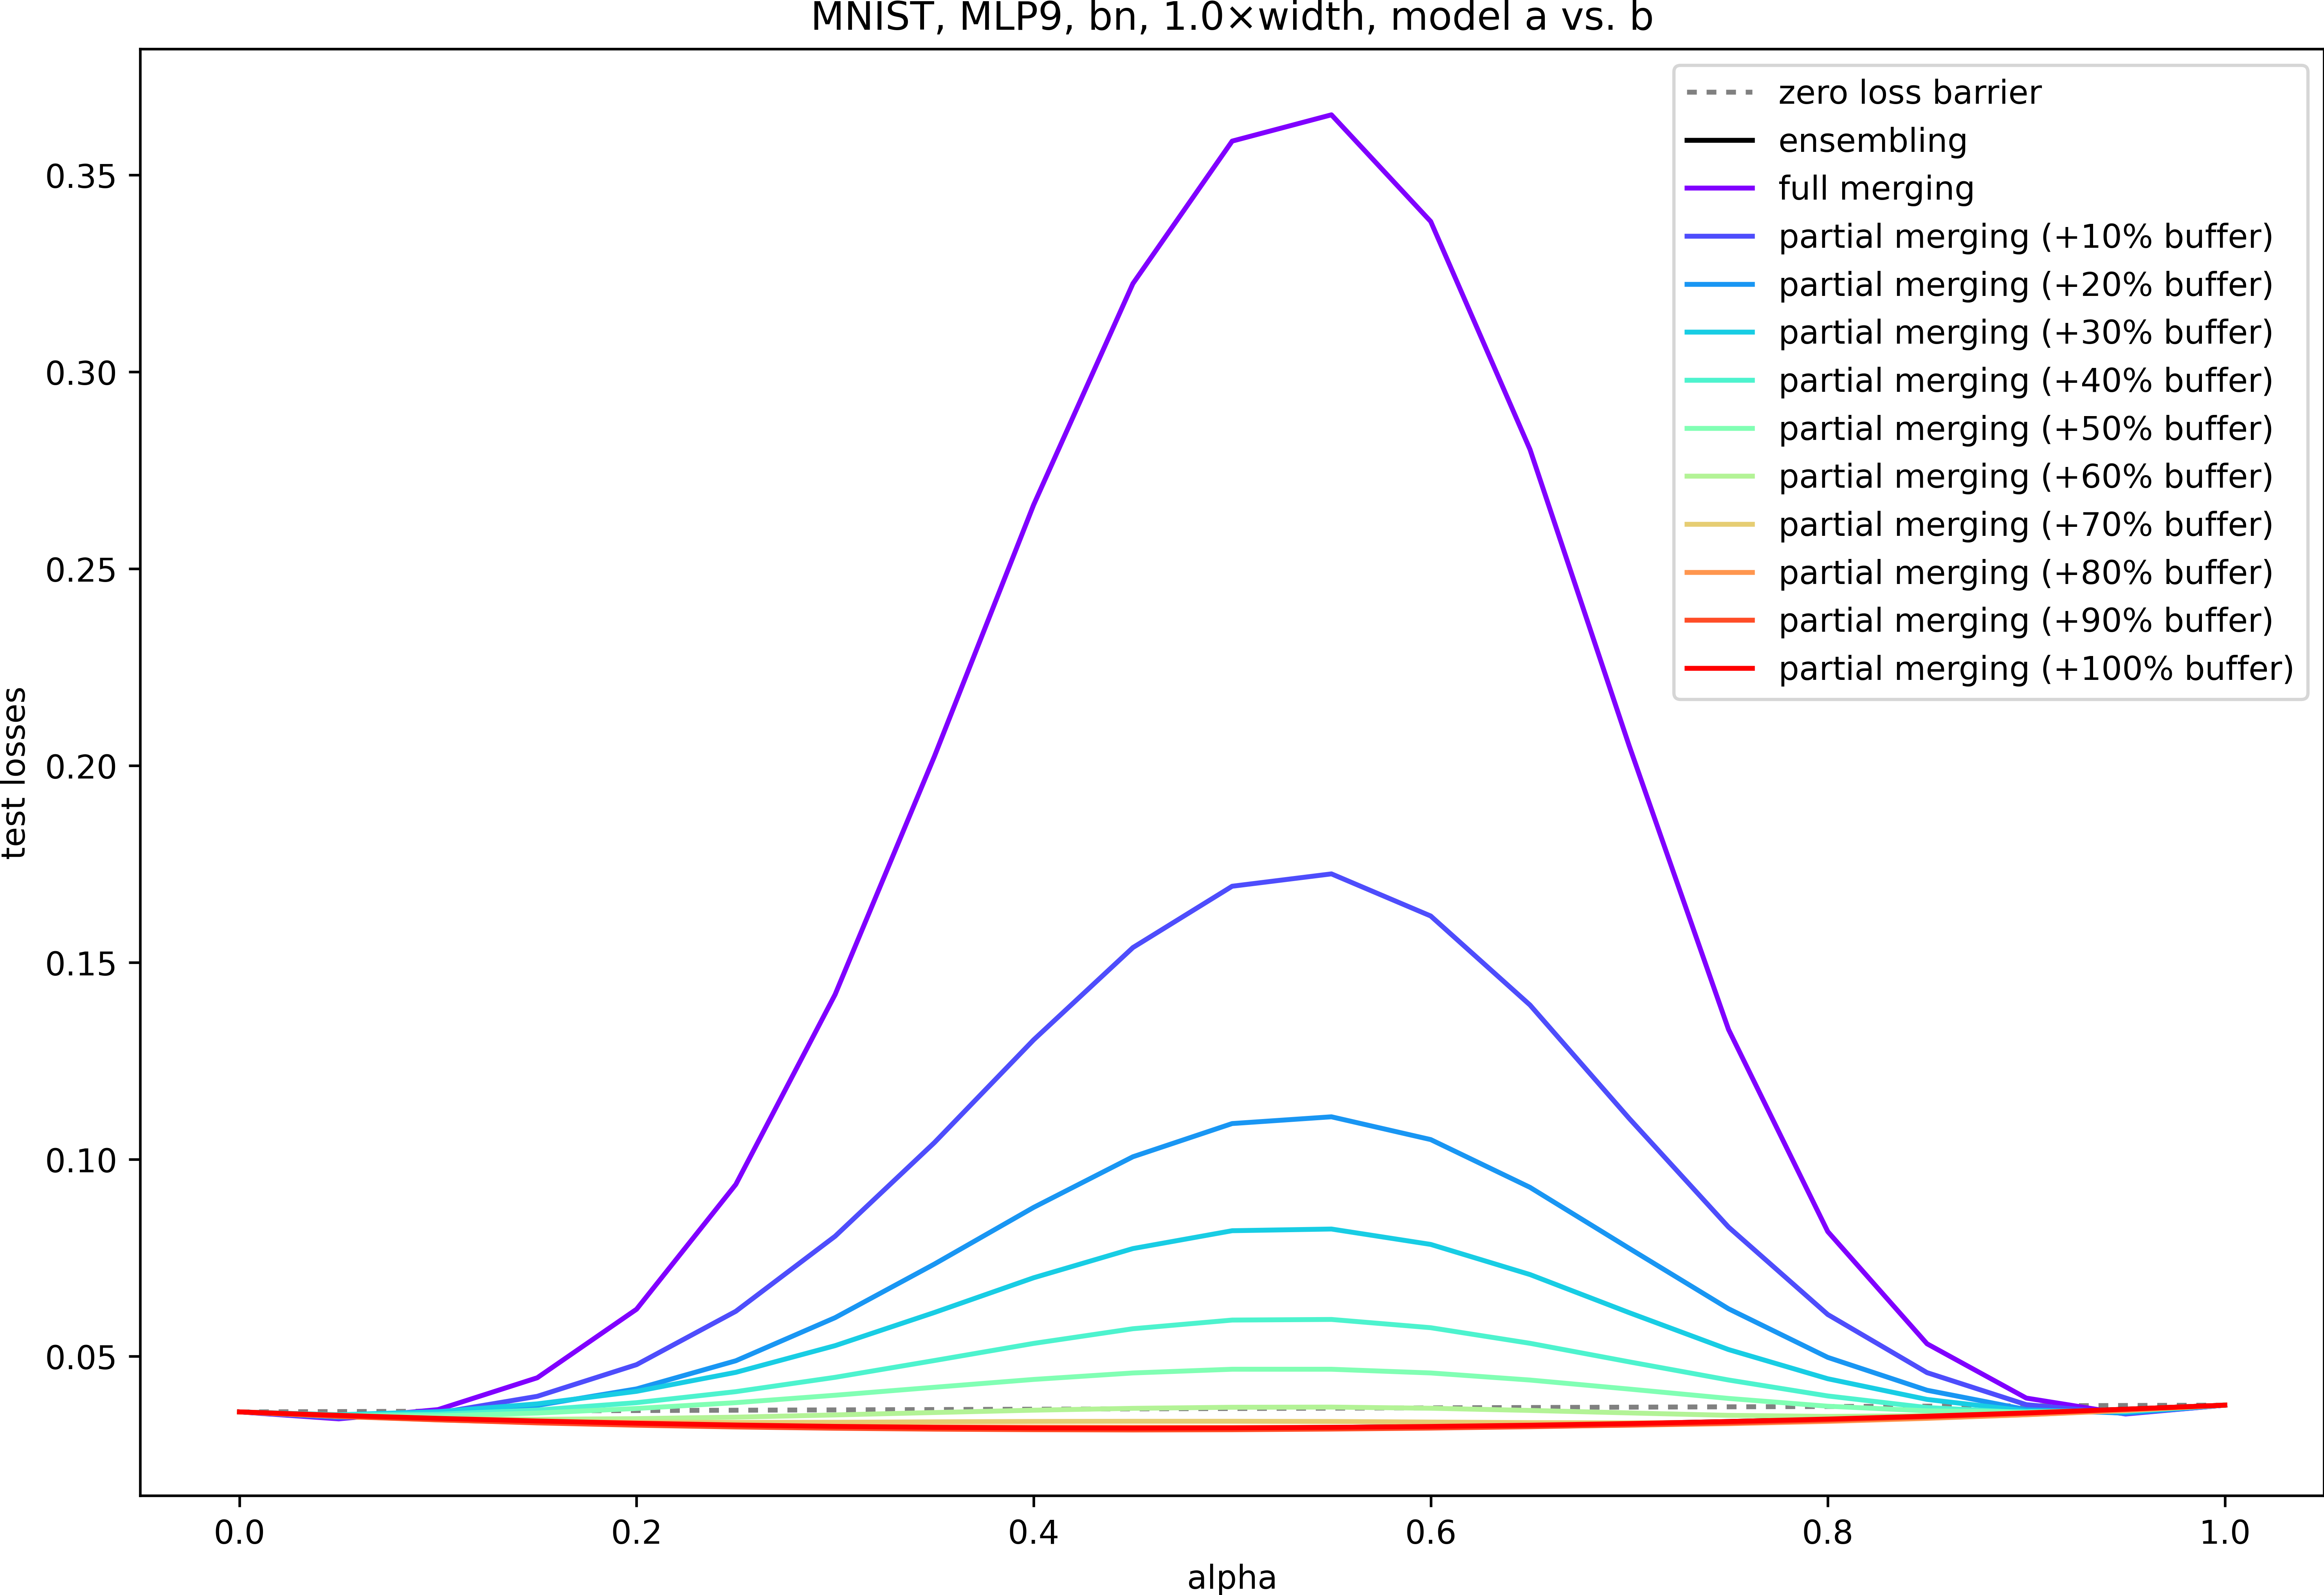 MNIST, MLP9, bn, 1.0×width, model a vs. b
zero loss barrier
ensembling
full merging
partial merging (+10% buffer)
partial merging (+20% buffer)
partial merging (+30% buffer)
partial merging (+40% buffer)
partial merging (+50% buffer)
partial merging (+60% buffer)
partial merging (+70% buffer)
partial merging (+80% buffer)
partial merging (+90% buffer)
partial merging (+100% buffer)
test losses
0.35
0.30
0.25
0.20
0.15
0.10
0.05
0.0 0.2 0.4 0.6 0.8 1.0
alpha